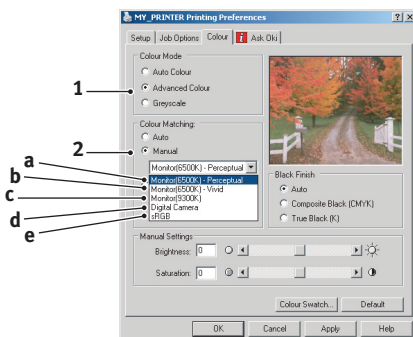 MY_PRINTER Printing Preferences
Setup Job Options Colour i Ask Oki
Colour Mode
Auto Colour
1 Advanced Colour
Greyscale
Colour Matching:
Auto
2 Manual
Monitor(6500K) - Perceptual
a Monitor(6500K) - Perceptual
b Monitor(6500K) - Vivid
c Monitor(9300K)
d Digital Camera
e sRGB
Black Finish
Auto
Composite Black (CMYK)
True Black (K)
Manual Settings
Brightness: 0
Saturation: 0
Colour Swatch... Default
OK Cancel Apply Help